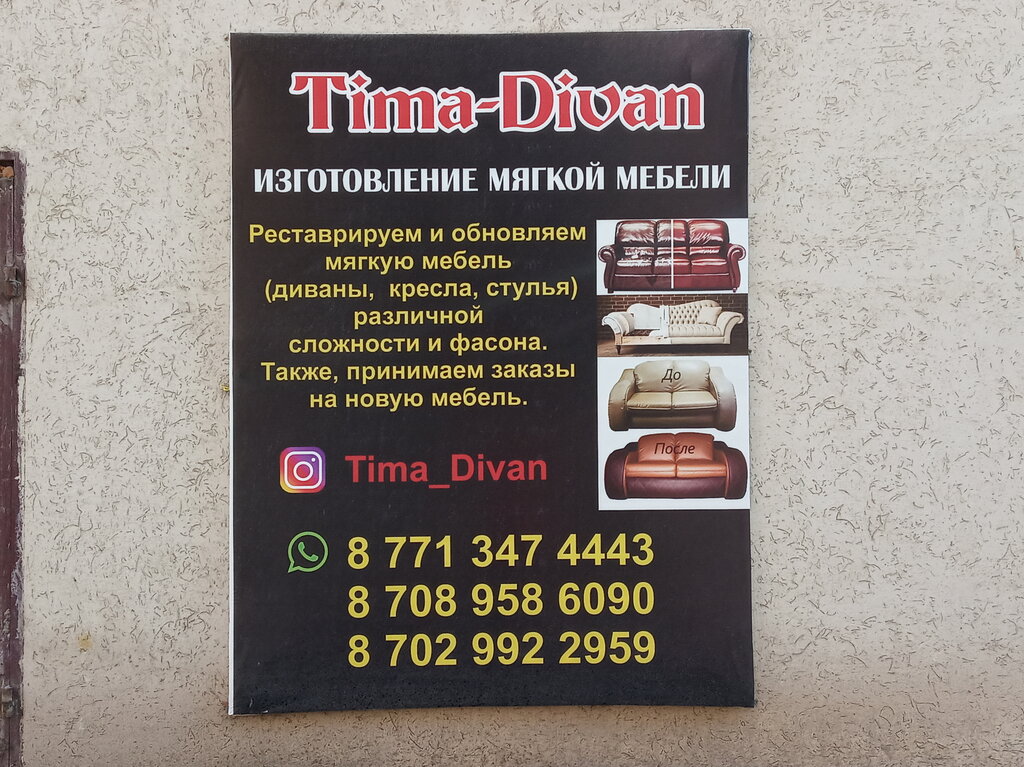 Tima-Divan
ИЗГОТОВЛЕНИЕ МЯГКОЙ МЕБЕЛИ
Реставрируем и обновляем
мягкую мебель
(диваны, кресла, стулья)
различной
сложности и фасона.
Также, принимаем заказы
на новую мебель.
До
После
Tima_Divan
8 771 347 4443
8 708 958 6090
8 702 992 2959